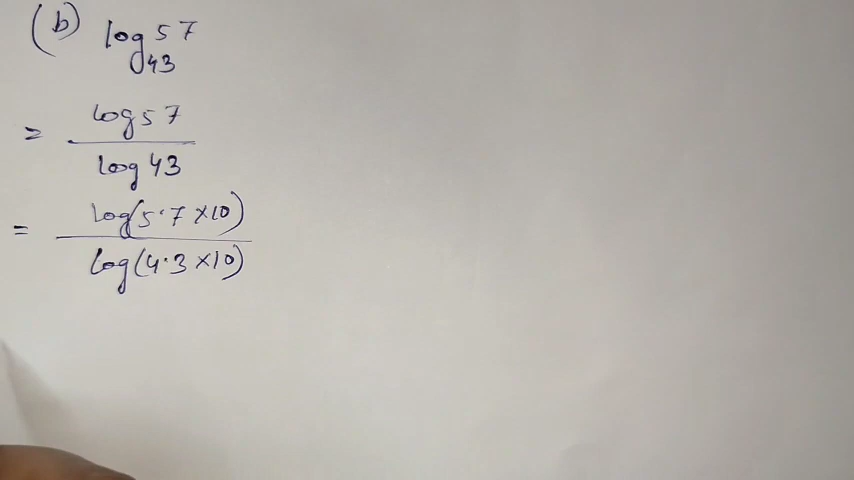 (b) log₄₃ 57
= log 57 / log 43
= log(5.7 × 10) / log(4.3 × 10)